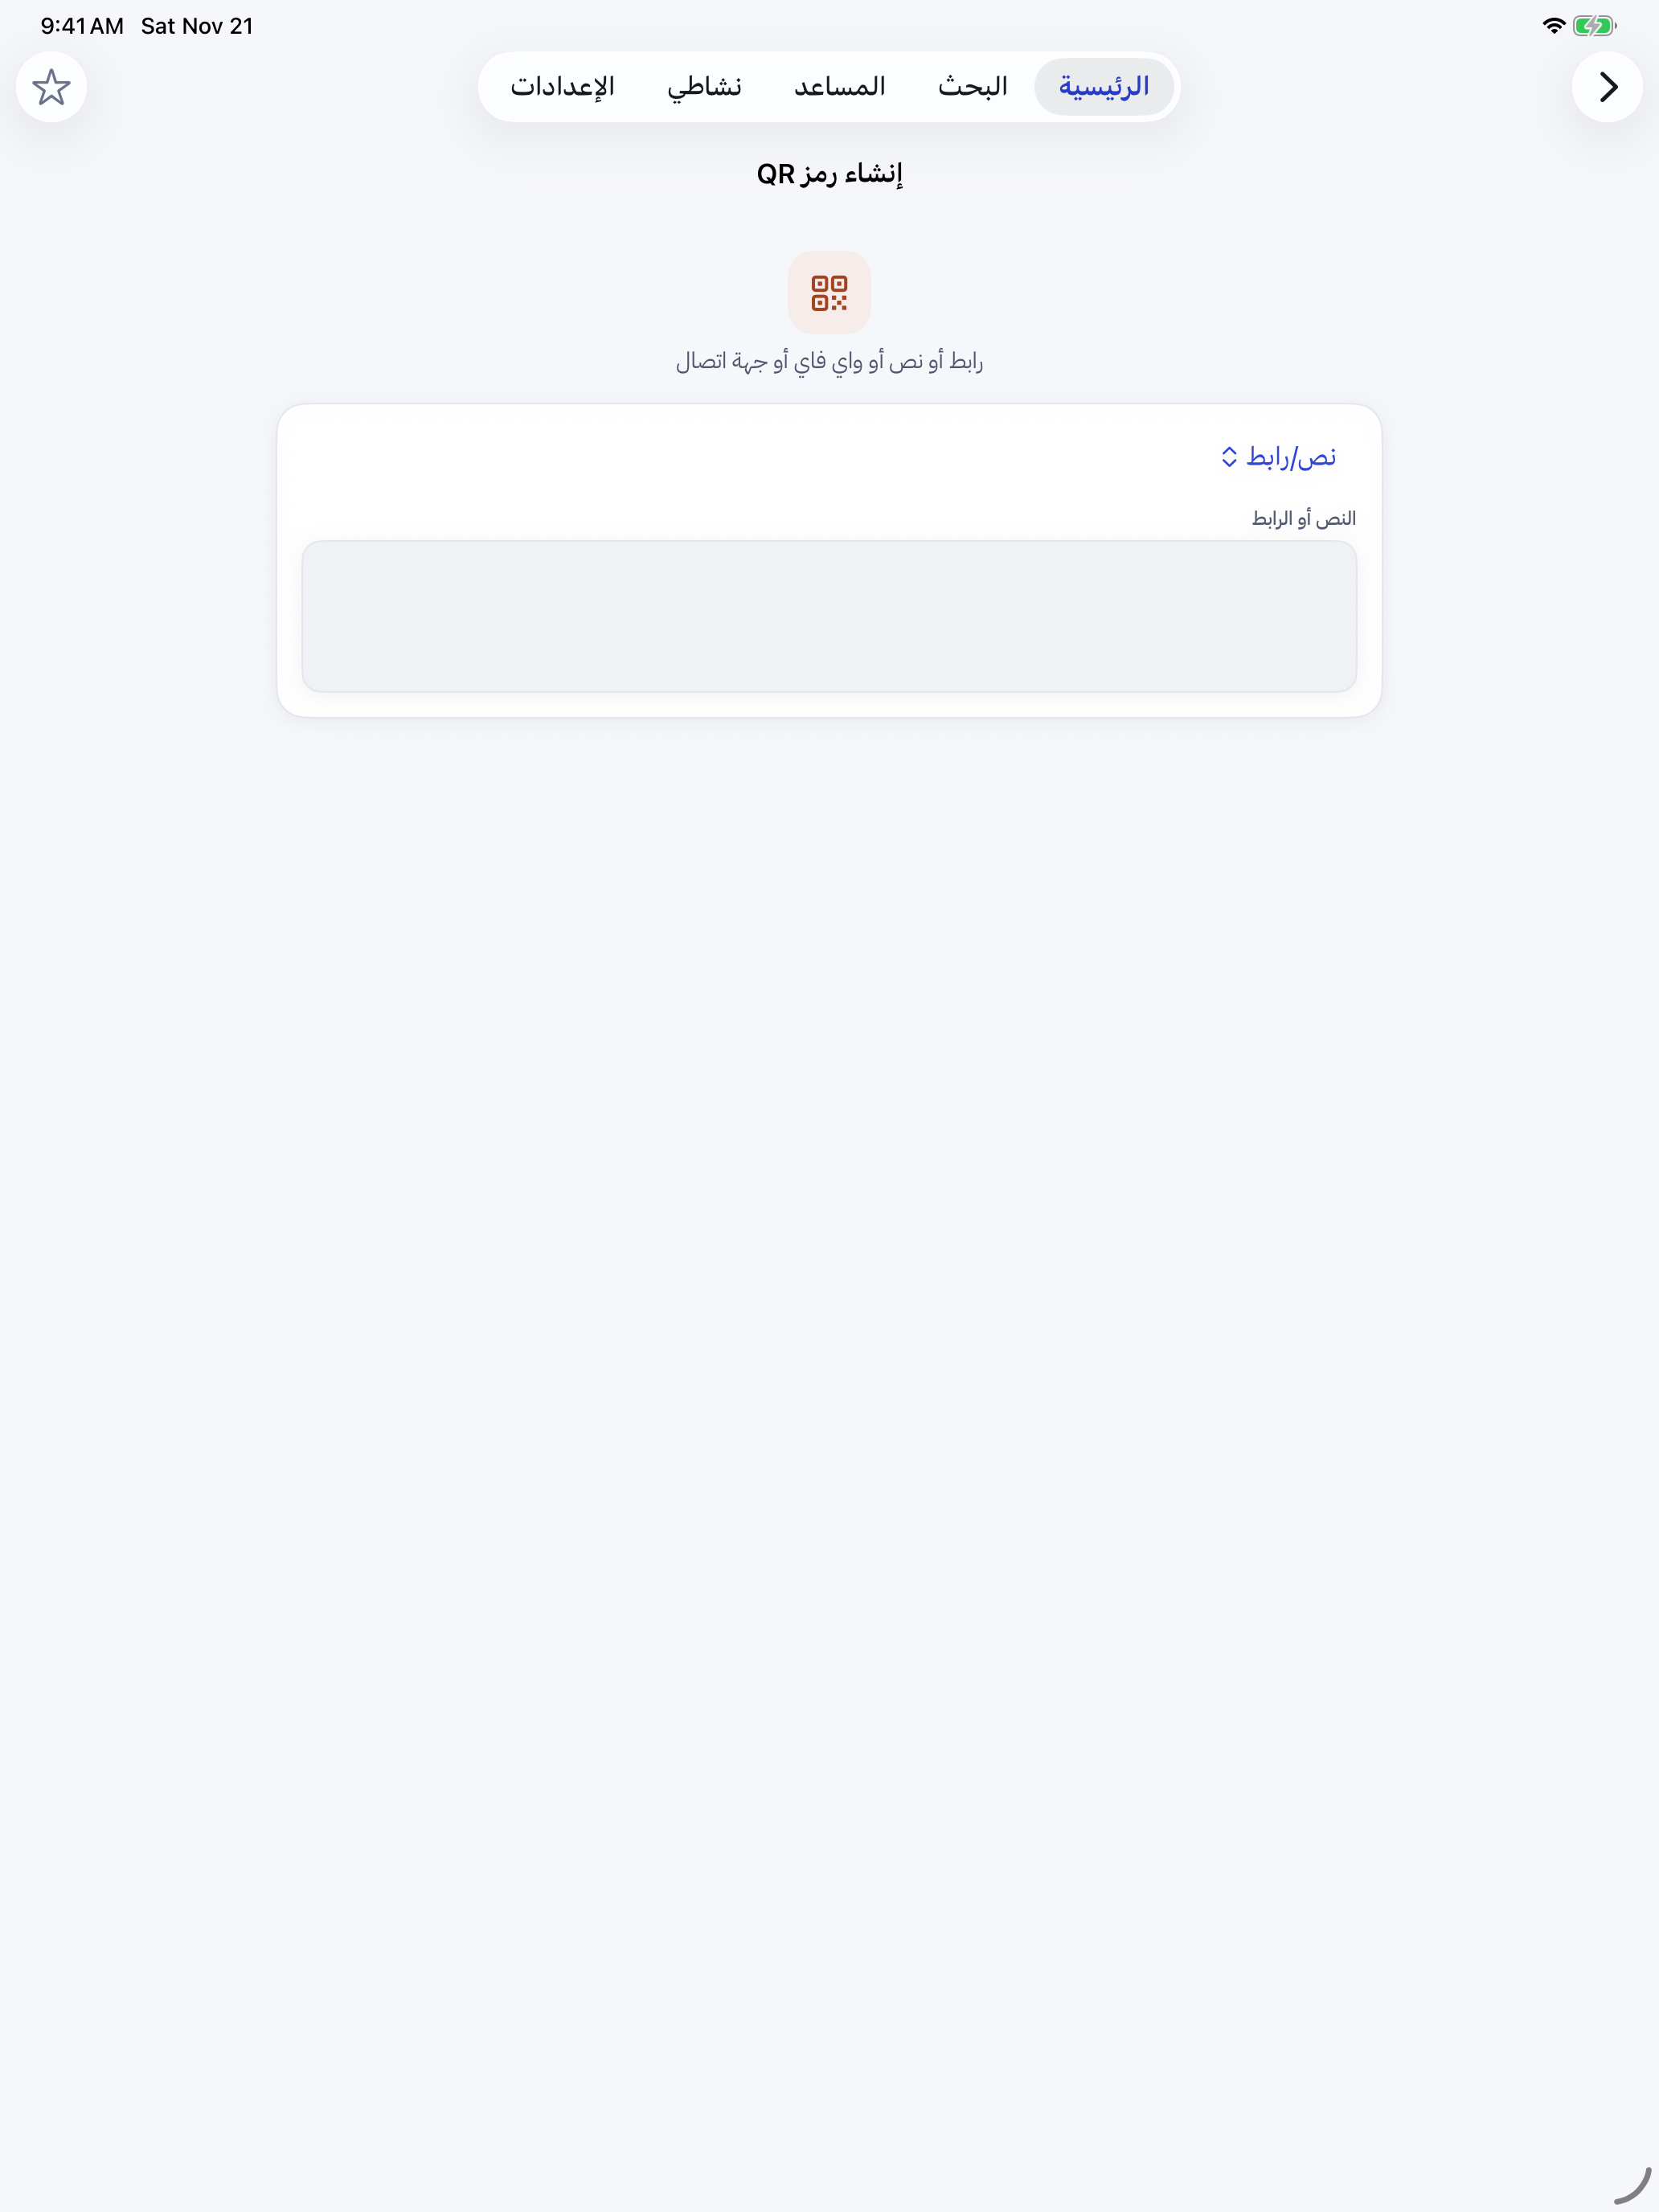 9:41 AM Sat Nov 21
الرئيسية البحث المساعد نشاطي الإعدادات
إنشاء رمز QR
رابط أو نص أو واي فاي أو جهة اتصال
نص/رابط
النص أو الرابط